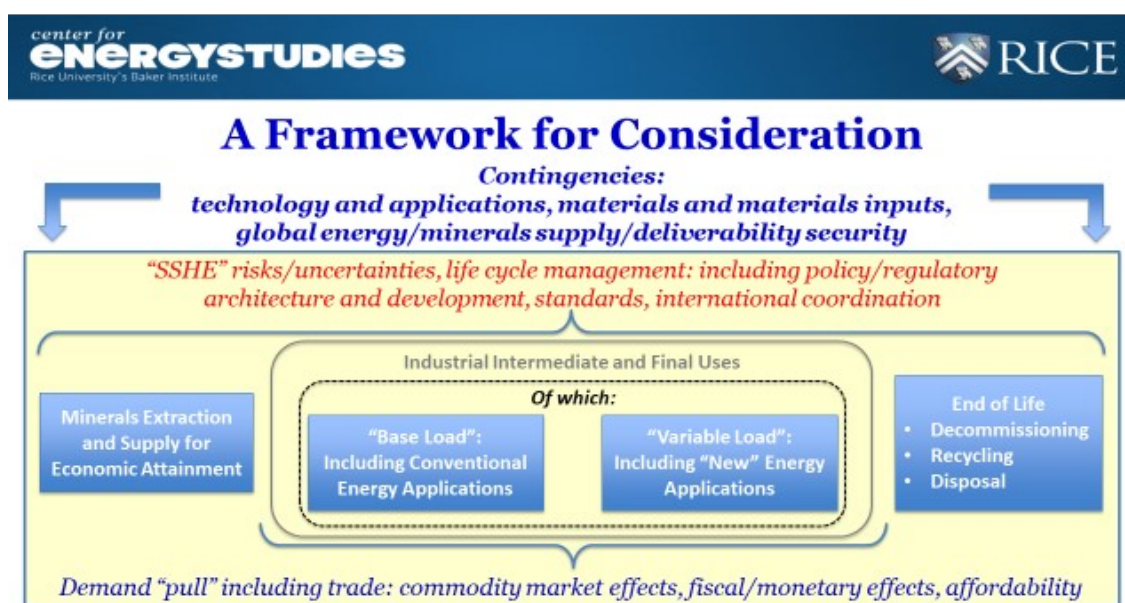 center for
ENERGYSTUDIES
Rice University's Baker Institute
RICE
A Framework for Consideration
Contingencies:
technology and applications, materials and materials inputs,
global energy/minerals supply/deliverability security
“SSHE” risks/uncertainties, life cycle management: including policy/regulatory
architecture and development, standards, international coordination
Industrial Intermediate and Final Uses
Of which:
Minerals Extraction
and Supply for
Economic Attainment
“Base Load”:
Including Conventional
Energy Applications
“Variable Load”:
Including “New” Energy
Applications
End of Life
• Decommissioning
• Recycling
• Disposal
Demand “pull” including trade: commodity market effects, fiscal/monetary effects, affordability